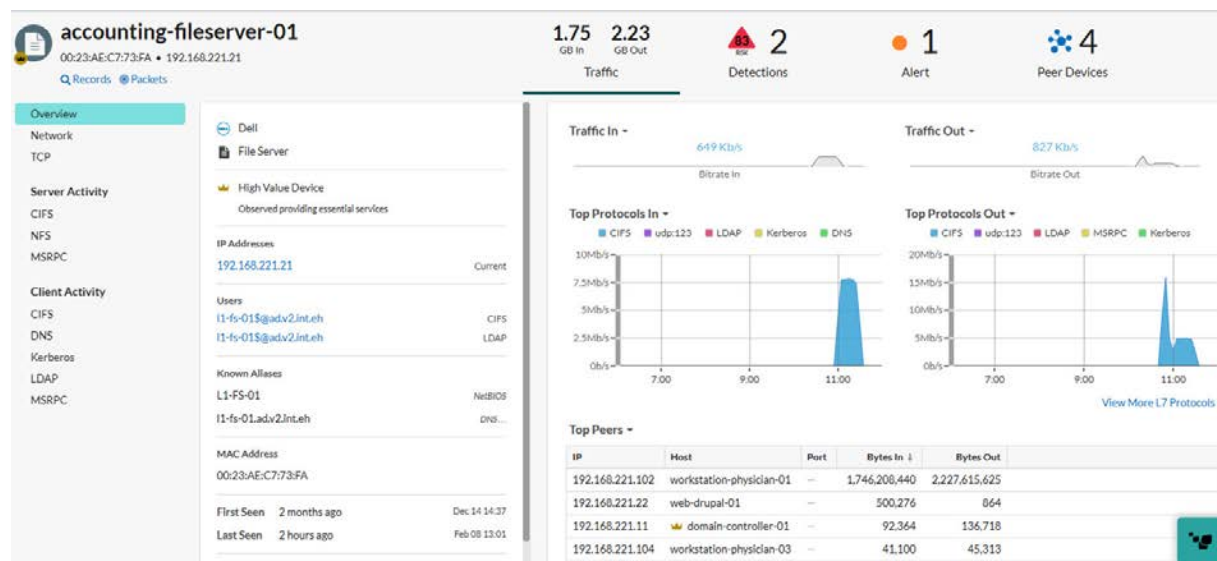 accounting-fileserver-01
00:23:AE:C7:73:FA • 192.168.221.21
Records Packets
1.75 2.23
GB In GB Out
Traffic
83
RISK
2
Detections
1
Alert
4
Peer Devices
Overview
Network
TCP
Server Activity
CIFS
NFS
MSRPC
Client Activity
CIFS
DNS
Kerberos
LDAP
MSRPC
Dell
File Server
High Value Device
Observed providing essential services
IP Addresses
192.168.221.21 Current
Users
l1-fs-01$@ad.v2.int.eh CIFS
l1-fs-01$@ad.v2.int.eh LDAP
Known Aliases
L1-FS-01 NetBIOS
l1-fs-01.ad.v2.int.eh DNS...
MAC Address
00:23:AE:C7:73:FA
First Seen 2 months ago Dec 14 14:37
Last Seen 2 hours ago Feb 08 13:01
Traffic In
649 Kb/s
Bitrate In
Traffic Out
827 Kb/s
Bitrate Out
Top Protocols In
CIFS udp:123 LDAP Kerberos DNS
10Mb/s
7.5Mb/s
5Mb/s
2.5Mb/s
0b/s
7:00 9:00 11:00
Top Protocols Out
CIFS udp:123 LDAP MSRPC Kerberos
20Mb/s
15Mb/s
10Mb/s
5Mb/s
0b/s
7:00 9:00 11:00
View More L7 Protocols
Top Peers
IP Host Port Bytes In ↓ Bytes Out
192.168.221.102 workstation-physician-01 — 1,746,208,440 2,227,615,625
192.168.221.22 web-drupal-01 — 500,276 864
192.168.221.11 domain-controller-01 — 92,364 136,718
192.168.221.104 workstation-physician-03 — 41,100 45,313